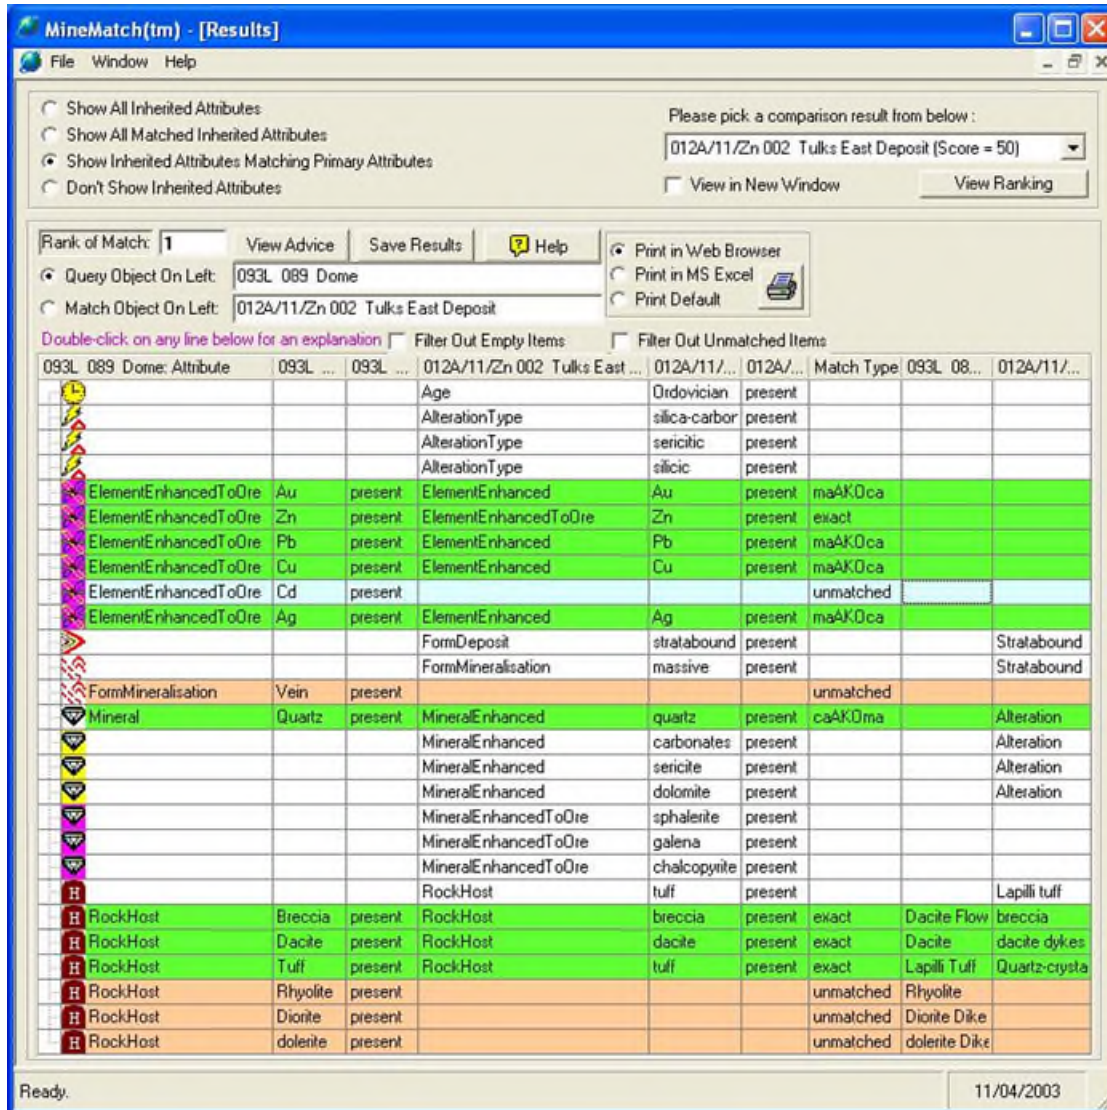 MineMatch(tm) - [Results]
File Window Help
Show All Inherited Attributes
Show All Matched Inherited Attributes
Show Inherited Attributes Matching Primary Attributes
Don't Show Inherited Attributes
Please pick a comparison result from below :
012A/11/Zn 002 Tulks East Deposit (Score = 50)
View in New Window View Ranking
Rank of Match: 1 View Advice Save Results Help
Query Object On Left: 093L 089 Dome
Match Object On Left: 012A/11/Zn 002 Tulks East Deposit
Print in Web Browser
Print in MS Excel
Print Default
Double-click on any line below for an explanation Filter Out Empty Items Filter Out Unmatched Items
093L 089 Dome: Attribute 093L ... 093L ... 012A/11/Zn 002 Tulks East ... 012A/11/... 012A/... Match Type 093L 08... 012A/11/...
Age Ordovician present
AlterationType silica-carbor present
AlterationType sericitic present
AlterationType silicic present
ElementEnhancedToOre Au present ElementEnhanced Au present maAKOca
ElementEnhancedToOre Zn present ElementEnhancedToOre Zn present exact
ElementEnhancedToOre Pb present ElementEnhanced Pb present maAKOca
ElementEnhancedToOre Cu present ElementEnhanced Cu present maAKOca
ElementEnhancedToOre Cd present unmatched
ElementEnhancedToOre Ag present ElementEnhanced Ag present maAKOca
FormDeposit stratabound present Stratabound
FormMineralisation massive present Stratabound
FormMineralisation Vein present unmatched
Mineral Quartz present MineralEnhanced quartz present caAKOma Alteration
MineralEnhanced carbonates present Alteration
MineralEnhanced sericite present Alteration
MineralEnhanced dolomite present Alteration
MineralEnhancedToOre sphalerite present
MineralEnhancedToOre galena present
MineralEnhancedToOre chalcopyrite present
H RockHost tuff present Lapilli tuff
H RockHost Breccia present RockHost breccia present exact Dacite Flow breccia
H RockHost Dacite present RockHost dacite present exact Dacite dacite dykes
H RockHost Tuff present RockHost tuff present exact Lapilli Tuff Quartz-crysta
H RockHost Rhyolite present unmatched Rhyolite
H RockHost Diorite present unmatched Diorite Dike
H RockHost dolerite present unmatched dolerite Dike
Ready. 11/04/2003